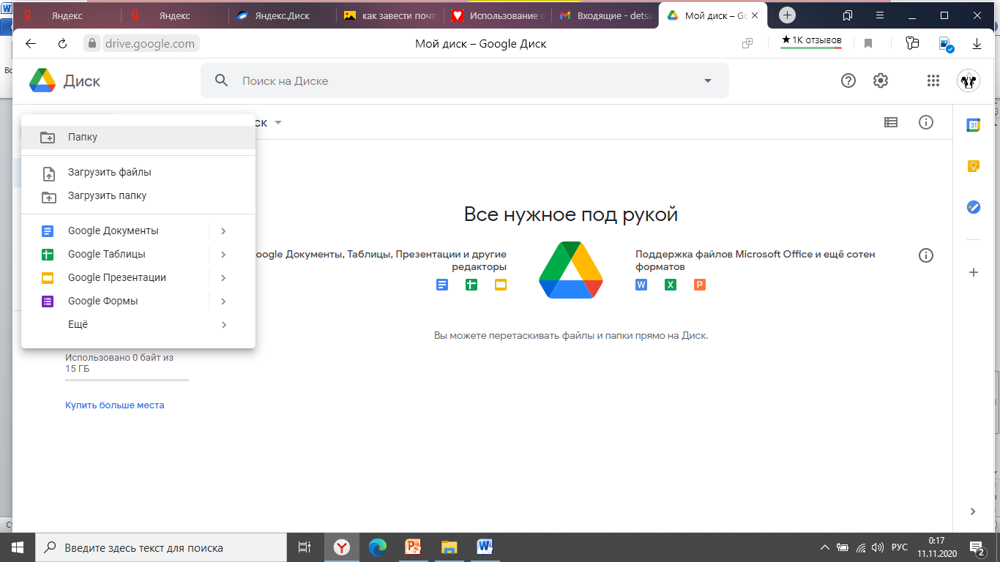 Яндекс
Яндекс
Яндекс.Диск
как завести почт
Использование с
Входящие - detsa
Мой диск – Go
drive.google.com
Мой диск – Google Диск
★ 1K отзывов
Диск
Поиск на Диске
ск
Папку
Загрузить файлы
Загрузить папку
Google Документы
Google Таблицы
Google Презентации
Google Формы
Ещё
Использовано 0 байт из
15 ГБ
Купить больше места
Все нужное под рукой
oogle Документы, Таблицы, Презентации и другие
редакторы
Поддержка файлов Microsoft Office и ещё сотен
форматов
W X P
Вы можете перетаскивать файлы и папки прямо на Диск.
31
Введите здесь текст для поиска
РУС
0:17
11.11.2020
2